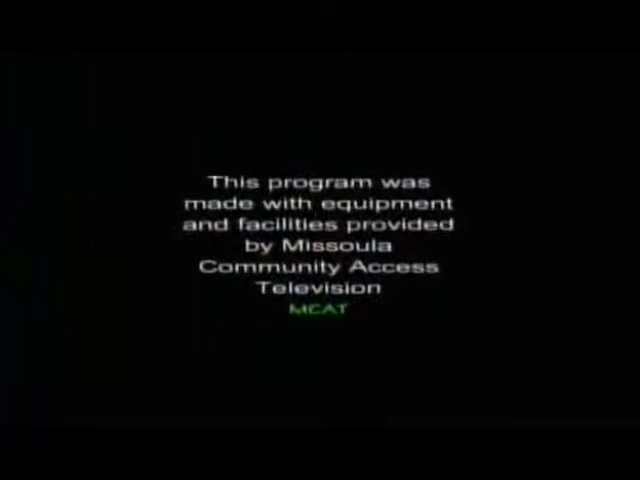 This program was
made with equipment
and facilities provided
by Missoula
Community Access
Television
MCAT